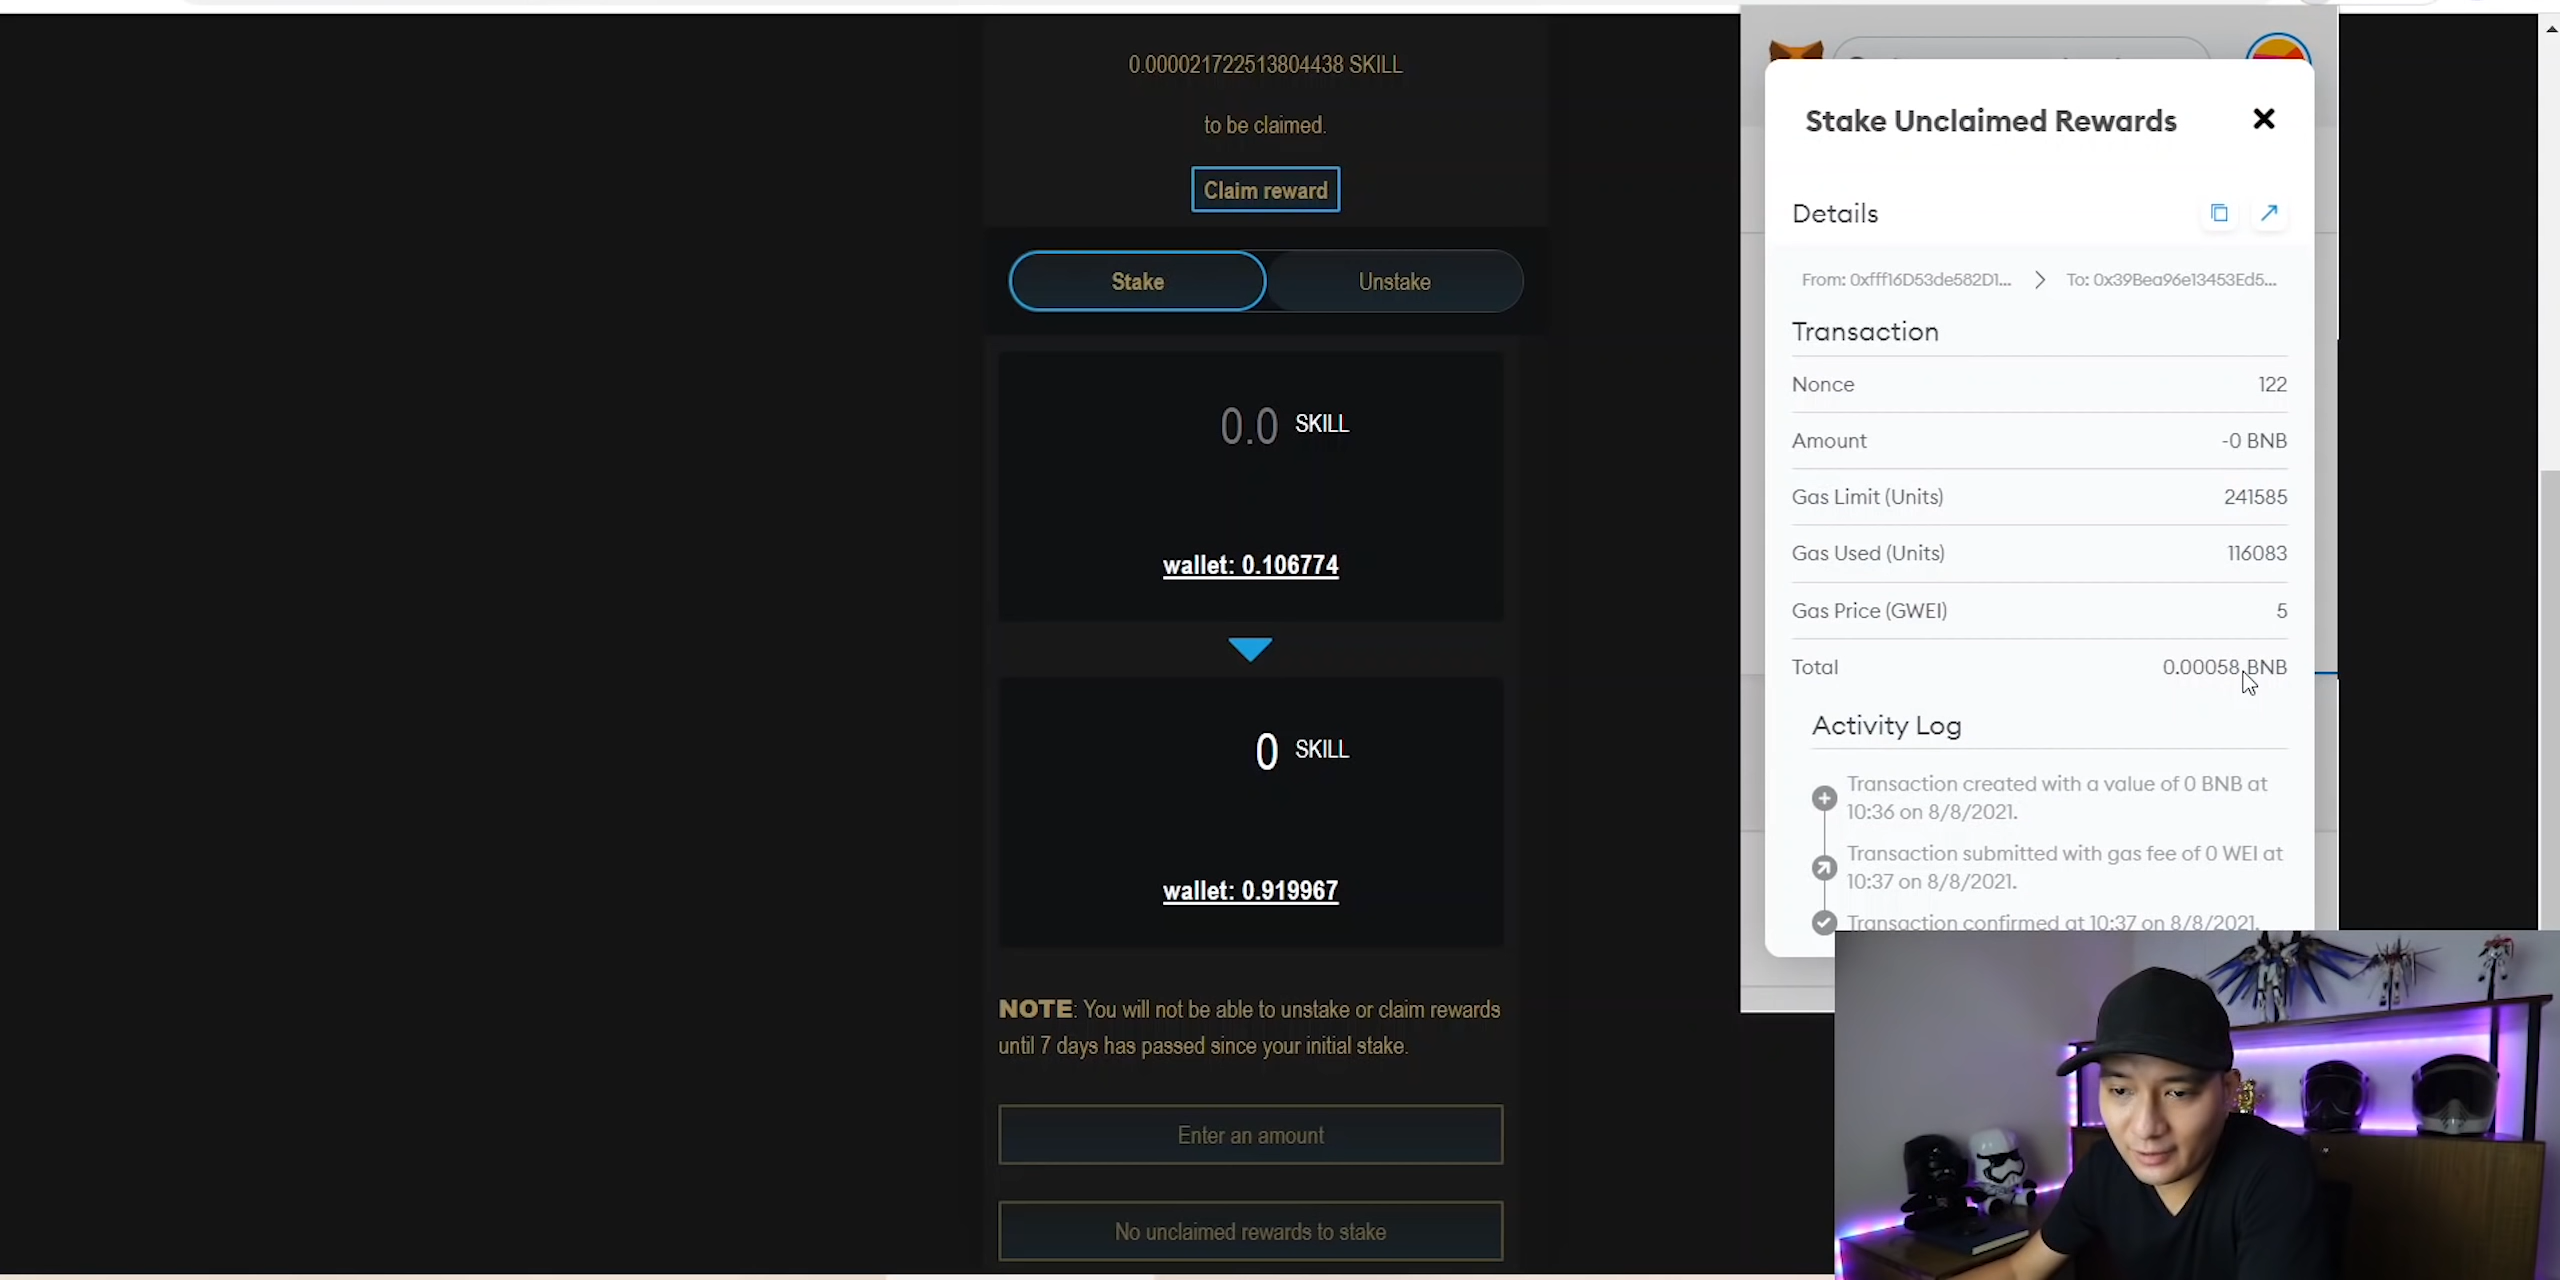 0.000021722513804438 SKILL
to be claimed.
Claim reward
Stake
Unstake
0.0 SKILL
wallet: 0.106774
0 SKILL
wallet: 0.919967
NOTE: You will not be able to unstake or claim rewards
until 7 days has passed since your initial stake.
Enter an amount
No unclaimed rewards to stake
Stake Unclaimed Rewards
Details
From: 0xfff16D53de582D1...
To: 0x39Bea96e13453Ed5...
Transaction
Nonce 122
Amount -0 BNB
Gas Limit (Units) 241585
Gas Used (Units) 116083
Gas Price (GWEI) 5
Total 0.00058 BNB
Activity Log
Transaction created with a value of 0 BNB at
10:36 on 8/8/2021.
Transaction submitted with gas fee of 0 WEI at
10:37 on 8/8/2021.
Transaction confirmed at 10:37 on 8/8/2021.